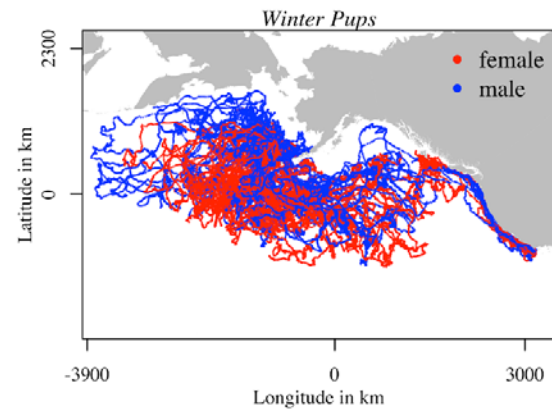 Winter Pups
2300
female
male
Latitude in km
0
-3900
0
3000
Longitude in km